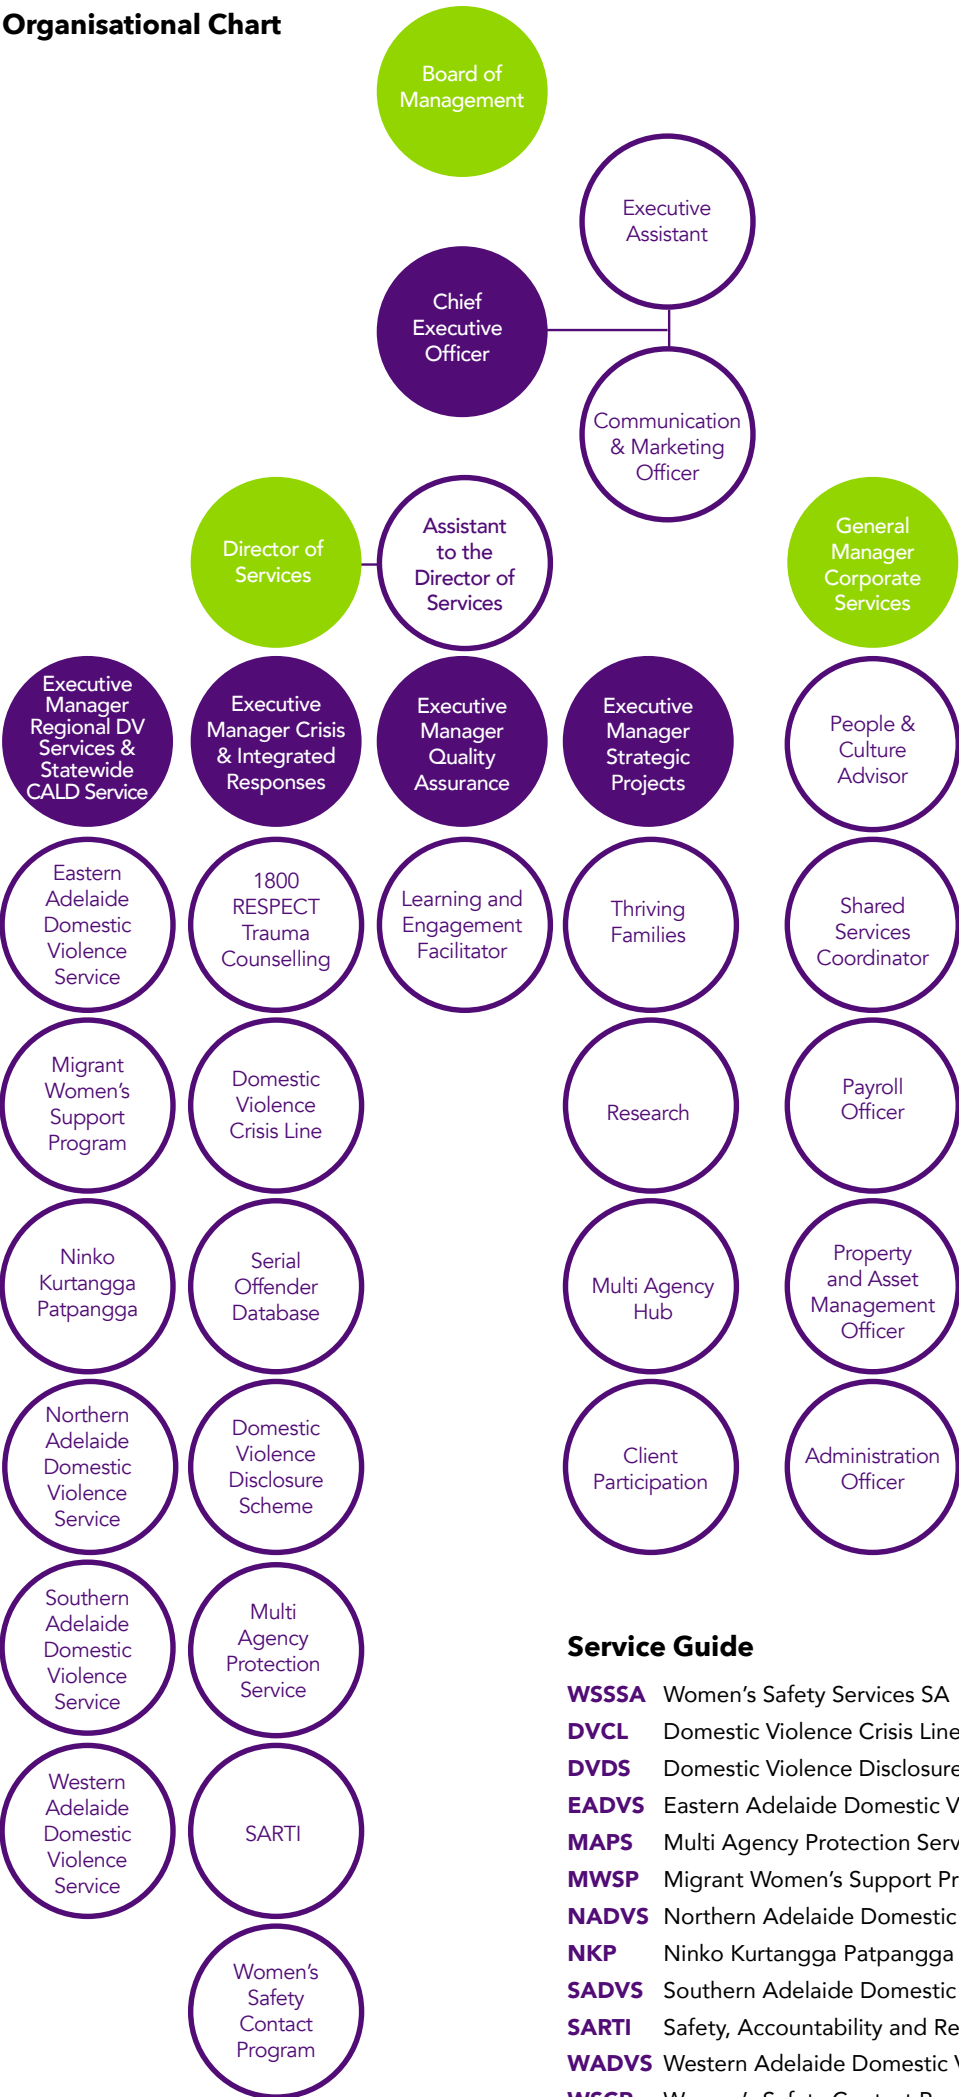 Organisational Chart
Board of
Management
Executive
Assistant
Chief
Executive
Officer
Communication
& Marketing
Officer
Director of
Services
Assistant
to the
Director of
Services
General
Manager
Corporate
Services
Executive
Manager
Regional DV
Services &
Statewide
CALD Service
Executive
Manager Crisis
& Integrated
Responses
Executive
Manager
Quality
Assurance
Executive
Manager
Strategic
Projects
People &
Culture
Advisor
Eastern
Adelaide
Domestic
Violence
Service
1800
RESPECT
Trauma
Counselling
Learning and
Engagement
Facilitator
Thriving
Families
Shared
Services
Coordinator
Migrant
Women's
Support
Program
Domestic
Violence
Crisis Line
Research
Payroll
Officer
Ninko
Kurtangga
Patpangga
Serial
Offender
Database
Multi Agency
Hub
Property
and Asset
Management
Officer
Northern
Adelaide
Domestic
Violence
Service
Domestic
Violence
Disclosure
Scheme
Client
Participation
Administration
Officer
Southern
Adelaide
Domestic
Violence
Service
Multi
Agency
Protection
Service
Western
Adelaide
Domestic
Violence
Service
SARTI
Women's
Safety
Contact
Program
Service Guide
WSSSA Women's Safety Services SA
DVCL Domestic Violence Crisis Line
DVDS Domestic Violence Disclosure
EADVS Eastern Adelaide Domestic
MAPS Multi Agency Protection
MWSP Migrant Women's Support
NADVS Northern Adelaide Domestic
NKP Ninko Kurtangga Patpangga
SADVS Southern Adelaide Domestic
SARTI Safety, Accountability and
WADVS Western Adelaide Domestic
WSCP Women's Safety Contact